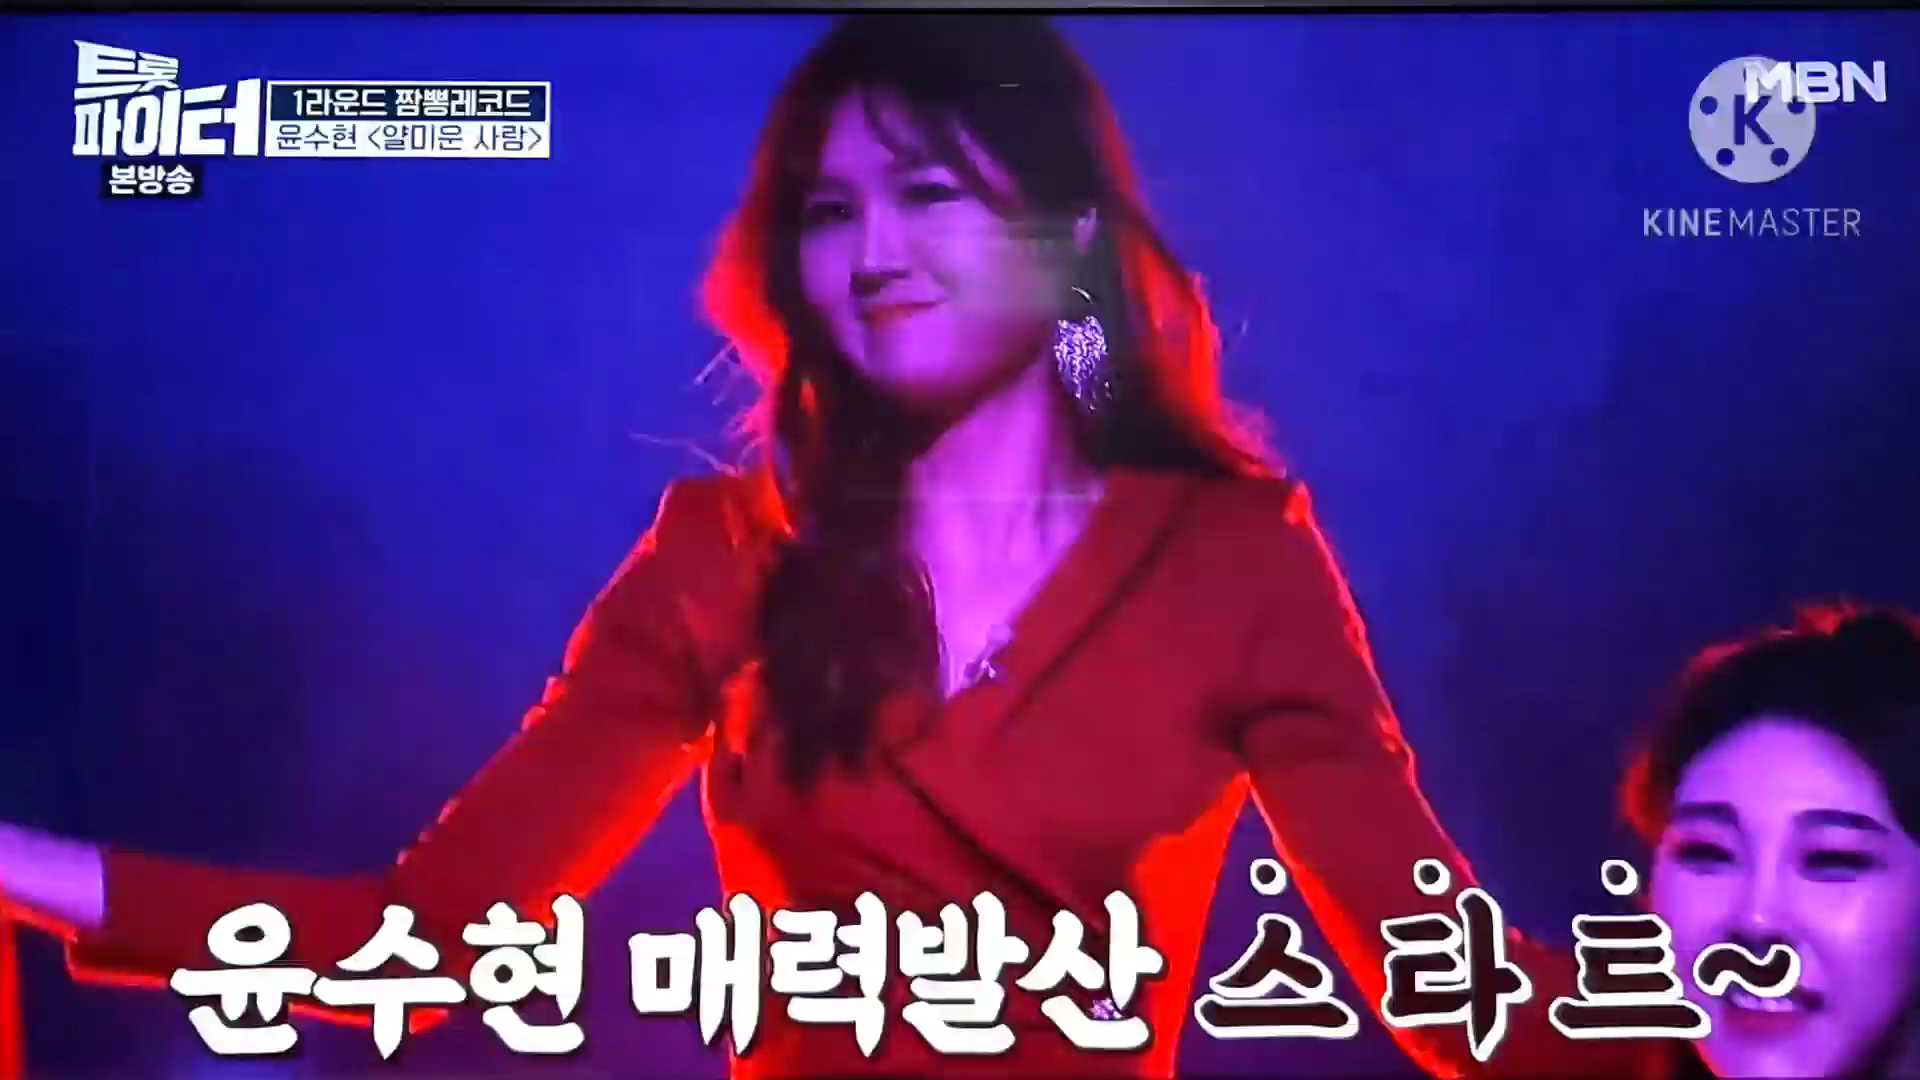 트롯
파이터
1라운드 짬뽕레코드
윤수현 <얄미운 사랑>
본방송
MBN
K
KINEMASTER
윤수현 매력발산 스타트~